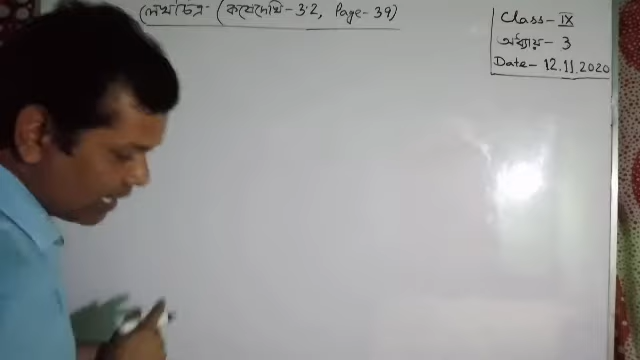 লেখচিত্র (কষেদেখি - 3.2, Page - 39)
Class - IX
অধ্যায় - 3
Date - 12.11.2020